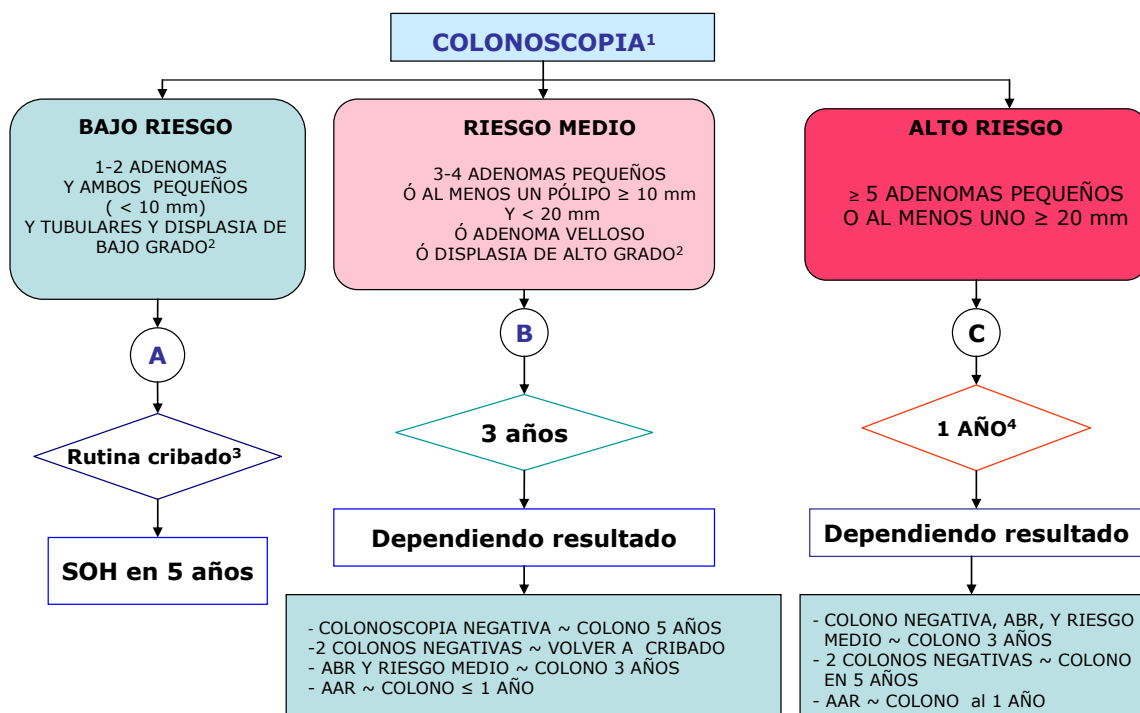 COLONOSCOPIA¹
BAJO RIESGO
1-2 ADENOMAS
Y AMBOS PEQUEÑOS
( < 10 mm)
Y TUBULARES Y DISPLASIA DE
BAJO GRADO²
RIESGO MEDIO
3-4 ADENOMAS PEQUEÑOS
Ó AL MENOS UN PÓLIPO ≥ 10 mm
Y < 20 mm
Ó ADENOMA VELLOSO
Ó DISPLASIA DE ALTO GRADO²
ALTO RIESGO
≥ 5 ADENOMAS PEQUEÑOS
O AL MENOS UNO ≥ 20 mm
A
B
C
Rutina cribado³
3 años
1 AÑO⁴
SOH en 5 años
Dependiendo resultado
Dependiendo resultado
- COLONOSCOPIA NEGATIVA ~ COLONO 5 AÑOS
-2 COLONOS NEGATIVAS ~ VOLVER A CRIBADO
- ABR Y RIESGO MEDIO ~ COLONO 3 AÑOS
- AAR ~ COLONO ≤ 1 AÑO
- COLONO NEGATIVA, ABR, Y RIESGO
MEDIO ~ COLONO 3 AÑOS
- 2 COLONOS NEGATIVAS ~ COLONO
EN 5 AÑOS
- AAR ~ COLONO al 1 AÑO